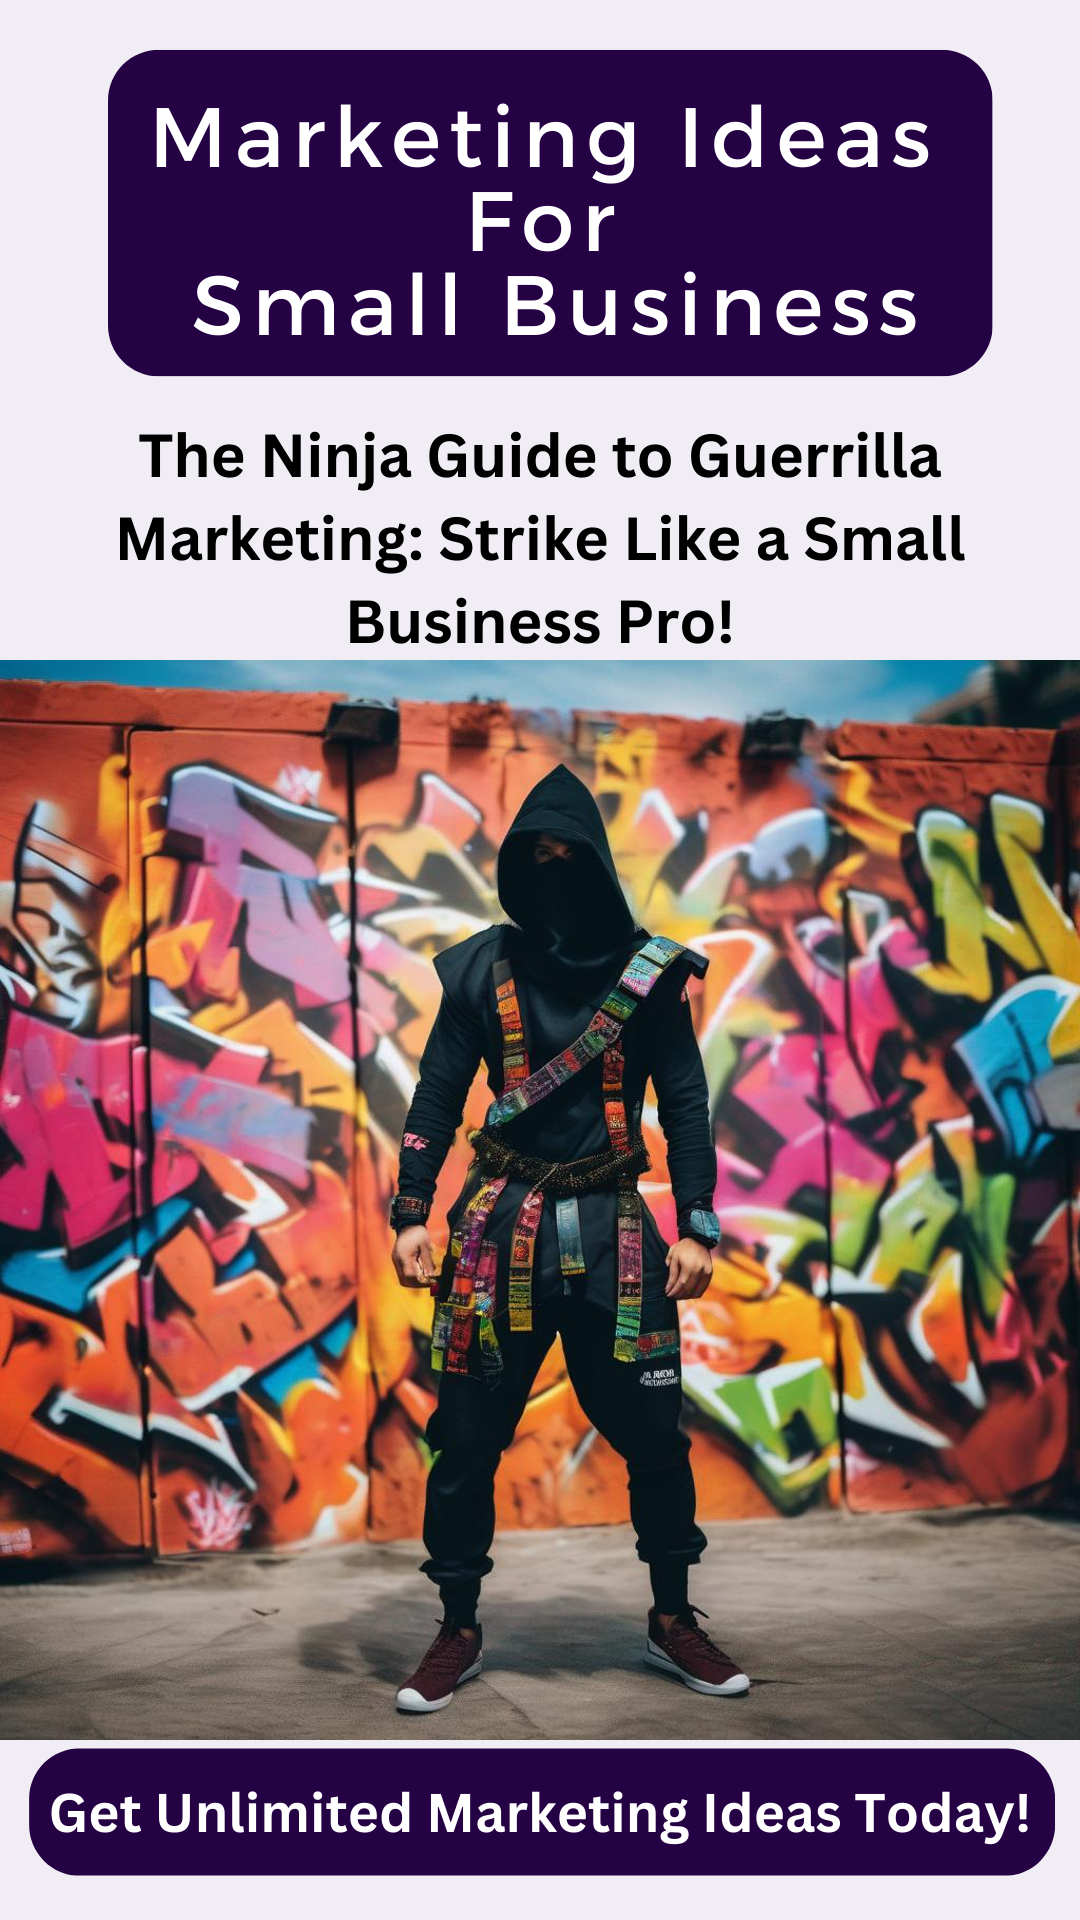 Marketing Ideas
For
Small Business
The Ninja Guide to Guerrilla
Marketing: Strike Like a Small
Business Pro!
Get Unlimited Marketing Ideas Today!